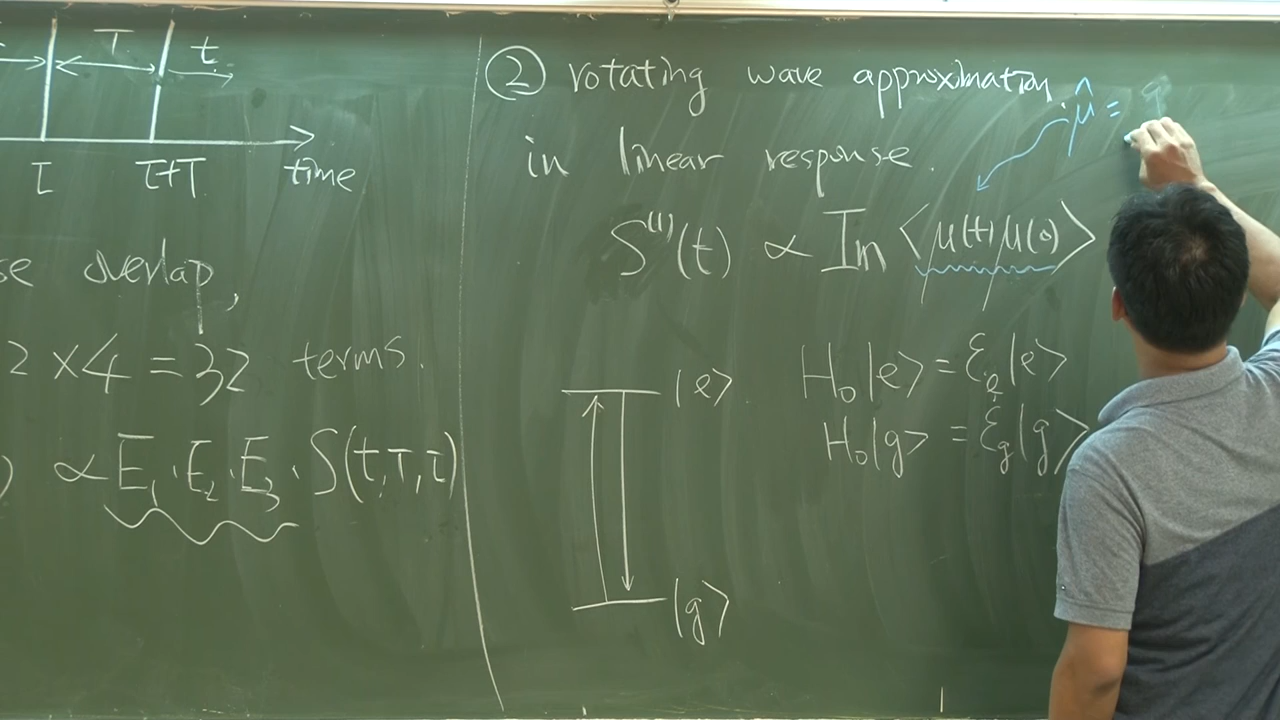 T t
τ τ+T time
se overlap,
2 × 4 = 32 terms.
) ∝ E₁ · E₂ · E₃ · S(t,T,τ)
② rotating wave approximation.
in linear response.
μ̂ =
S⁽¹⁾(t) ∝ Im ⟨μ(t) μ(0)⟩
|e⟩ H₀|e⟩ = ε_e|e⟩
H₀|g⟩ = ε_g|g⟩
|g⟩